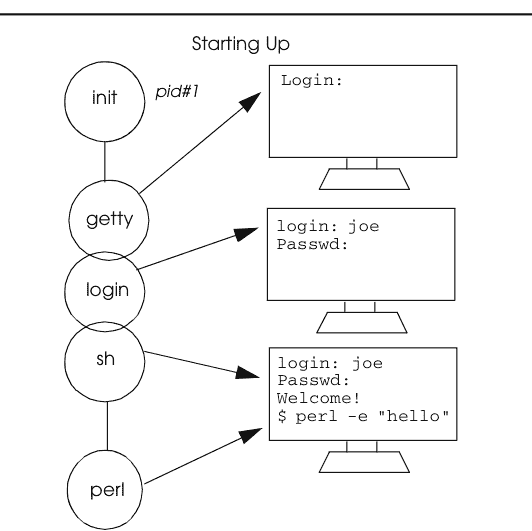 Starting Up
init
pid#1
Login:
getty
login: joe
Passwd:
login
sh
login: joe
Passwd:
Welcome!
$ perl -e "hello"
perl